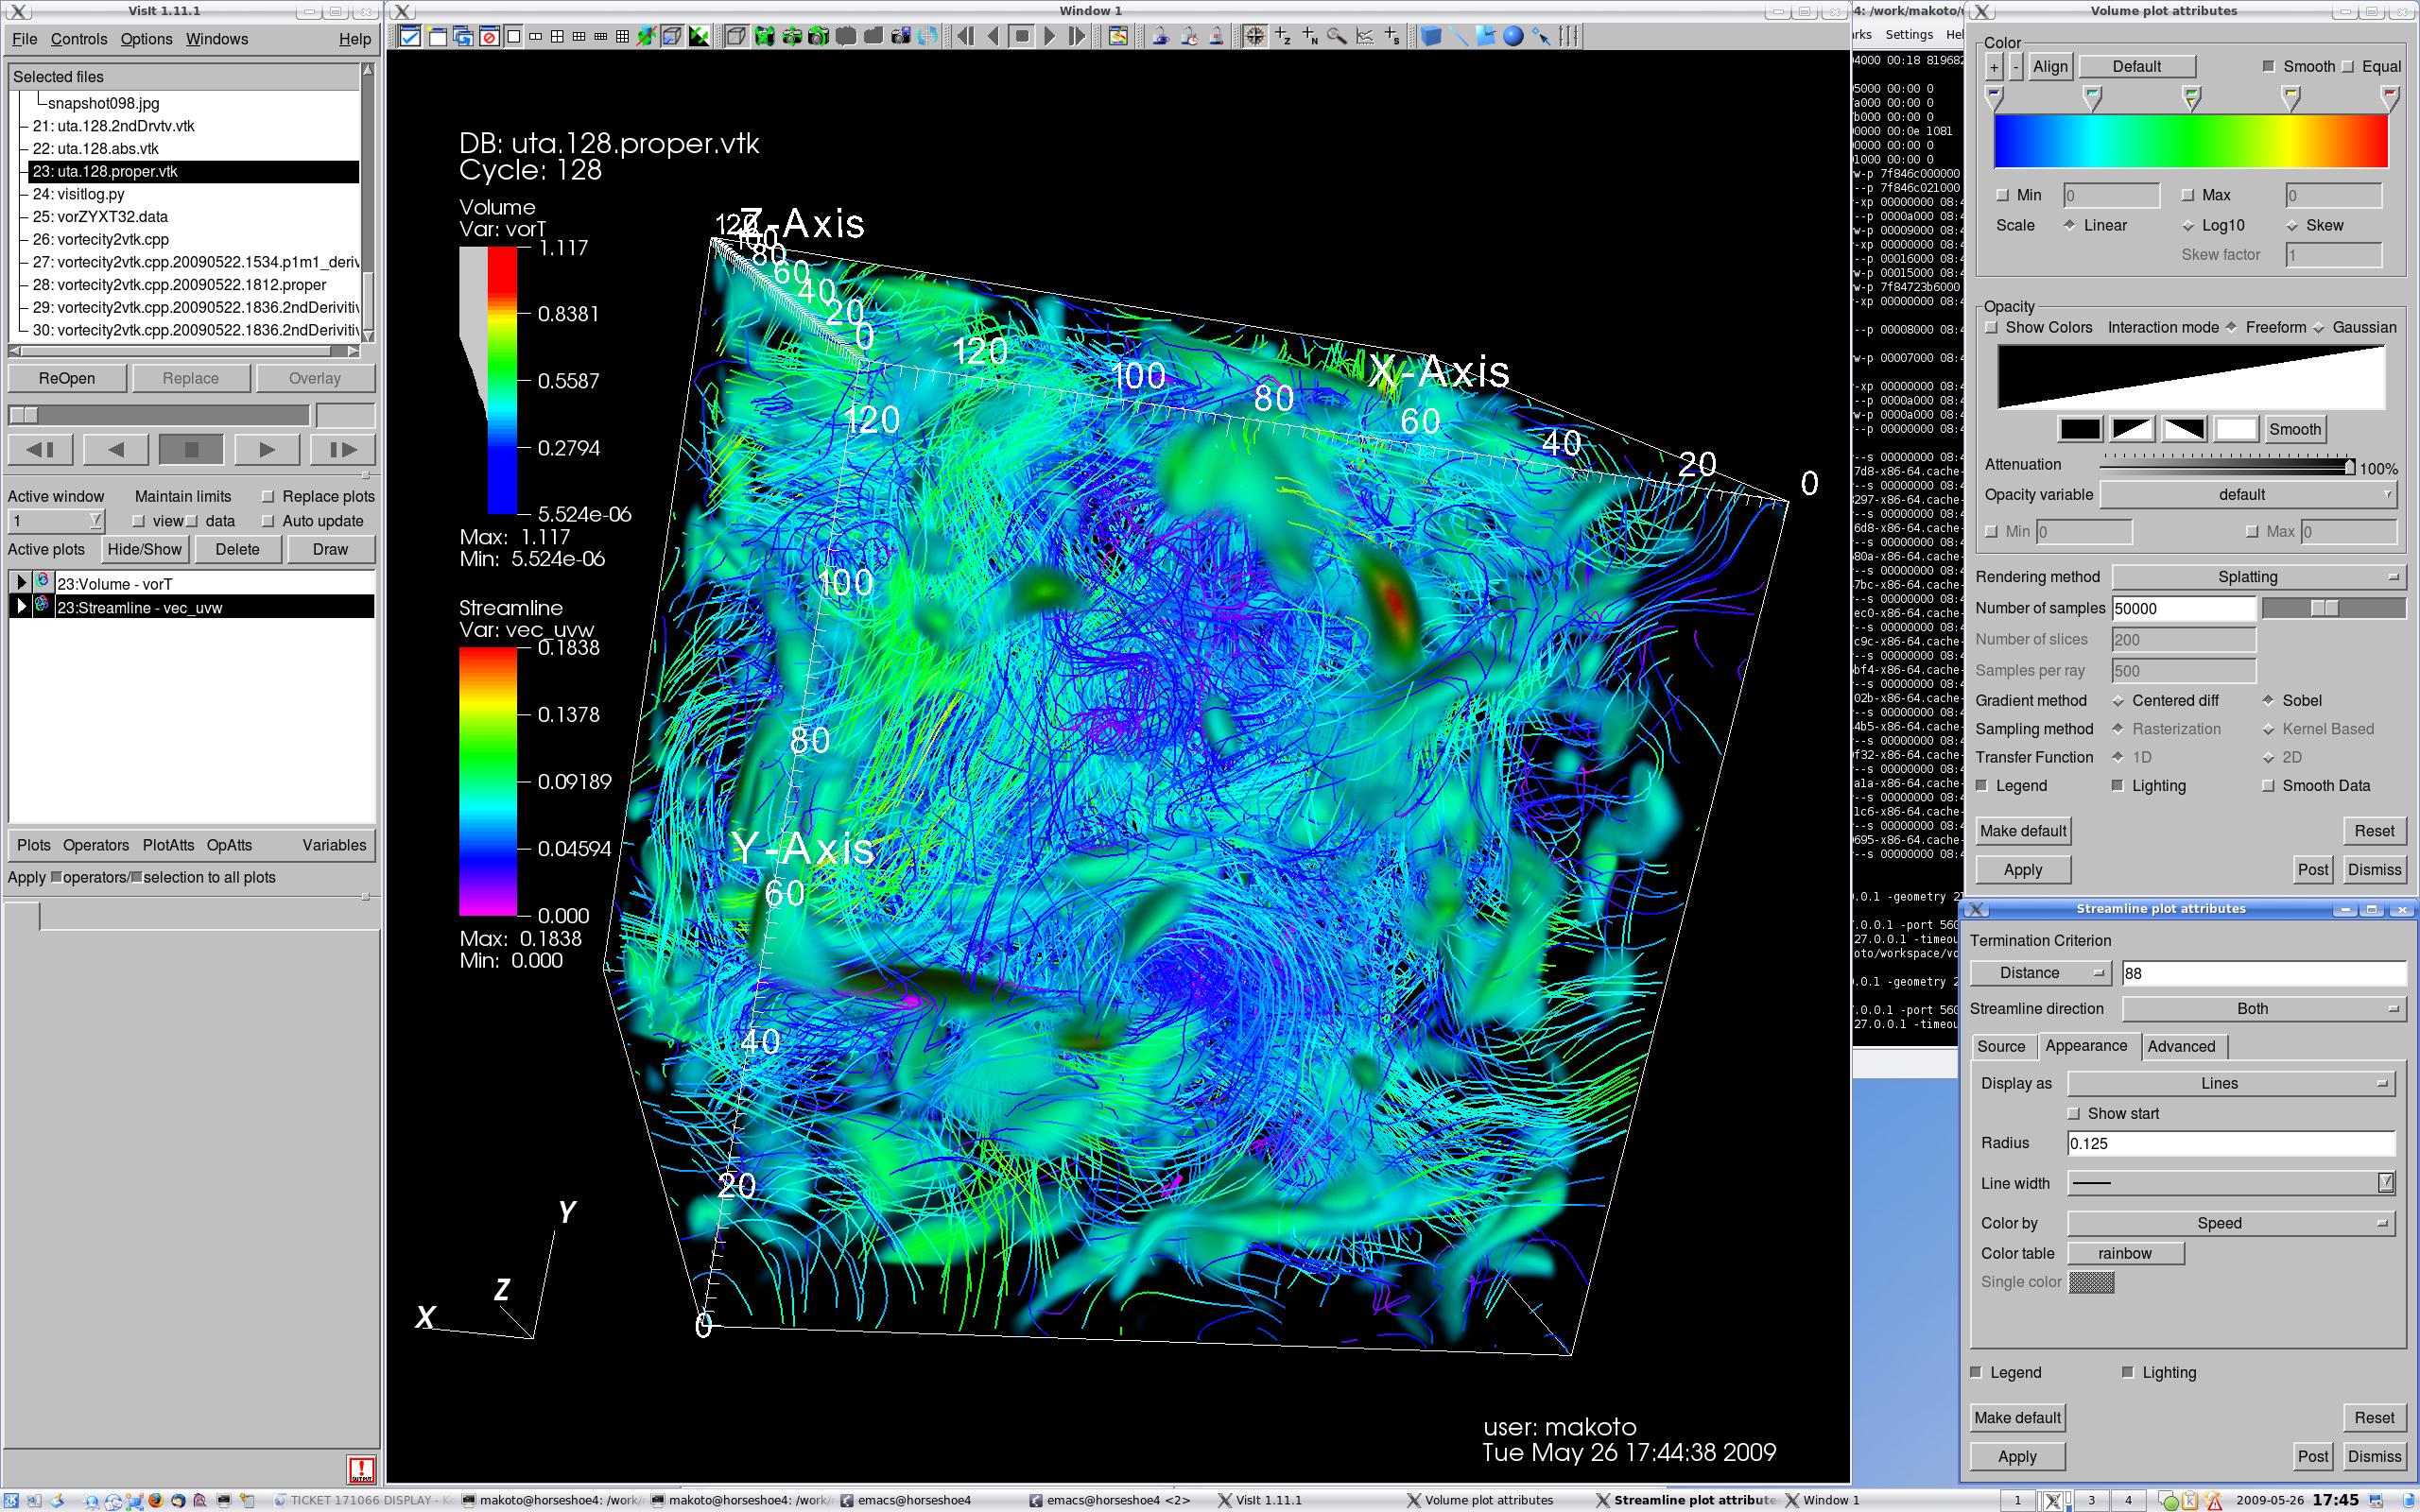 VisIt 1.11.1
File Controls Options Windows Help
Selected files
snapshot098.jpg
21: uta.128.2ndDrvtv.vtk
22: uta.128.abs.vtk
23: uta.128.proper.vtk
24: visitlog.py
25: vorZYXT32.data
26: vortecity2vtk.cpp
27: vortecity2vtk.cpp.20090522.1534.p1m1_deriv
28: vortecity2vtk.cpp.20090522.1812.proper
29: vortecity2vtk.cpp.20090522.1836.2ndDerivitiv
30: vortecity2vtk.cpp.20090522.1836.2ndDerivitiv
ReOpen Replace Overlay
Active window Maintain limits Replace plots
1 view data Auto update
Active plots Hide/Show Delete Draw
23:Volume - vorT
23:Streamline - vec_uvw
Plots Operators PlotAtts OpAtts Variables
Apply operators/ selection to all plots
Window 1
DB: uta.128.proper.vtk
Cycle: 128
Volume
Var: vorT
1.117
0.8381
0.5587
0.2794
5.524e-06
Max: 1.117
Min: 5.524e-06
Streamline
Var: vec_uvw
0.1838
0.1378
0.09189
0.04594
0.000
Max: 0.1838
Min: 0.000
Z-Axis
120
100
80
60
40
20
0
X-Axis
120
100
80
60
40
20
0
Y-Axis
120
100
80
60
40
20
0
X Z Y
user: makoto
Tue May 26 17:44:38 2009
4: /work/makoto/
Settings
Volume plot attributes
Color
+ - Align Default Smooth Equal
Min 0 Max 0
Scale Linear Log10 Skew
Skew factor 1
Opacity
Show Colors Interaction mode Freeform Gaussian
Smooth
Attenuation 100%
Opacity variable default
Min 0 Max 0
Rendering method Splatting
Number of samples 50000
Number of slices 200
Samples per ray 500
Gradient method Centered diff Sobel
Sampling method Rasterization Kernel Based
Transfer Function 1D 2D
Legend Lighting Smooth Data
Make default Reset
Apply Post Dismiss
Streamline plot attributes
Termination Criterion
Distance 88
Streamline direction Both
Source Appearance Advanced
Display as Lines
Show start
Radius 0.125
Line width
Color by Speed
Color table rainbow
Single color
Legend Lighting
Make default Reset
Apply Post Dismiss
TICKET 171066 DISPLAY - K
makoto@horseshoe4: /work/
makoto@horseshoe4: /work/
emacs@horseshoe4
emacs@horseshoe4 <2>
VisIt 1.11.1
Volume plot attributes
Streamline plot attribute
Window 1
1 3 4
2009-05-26 17:45